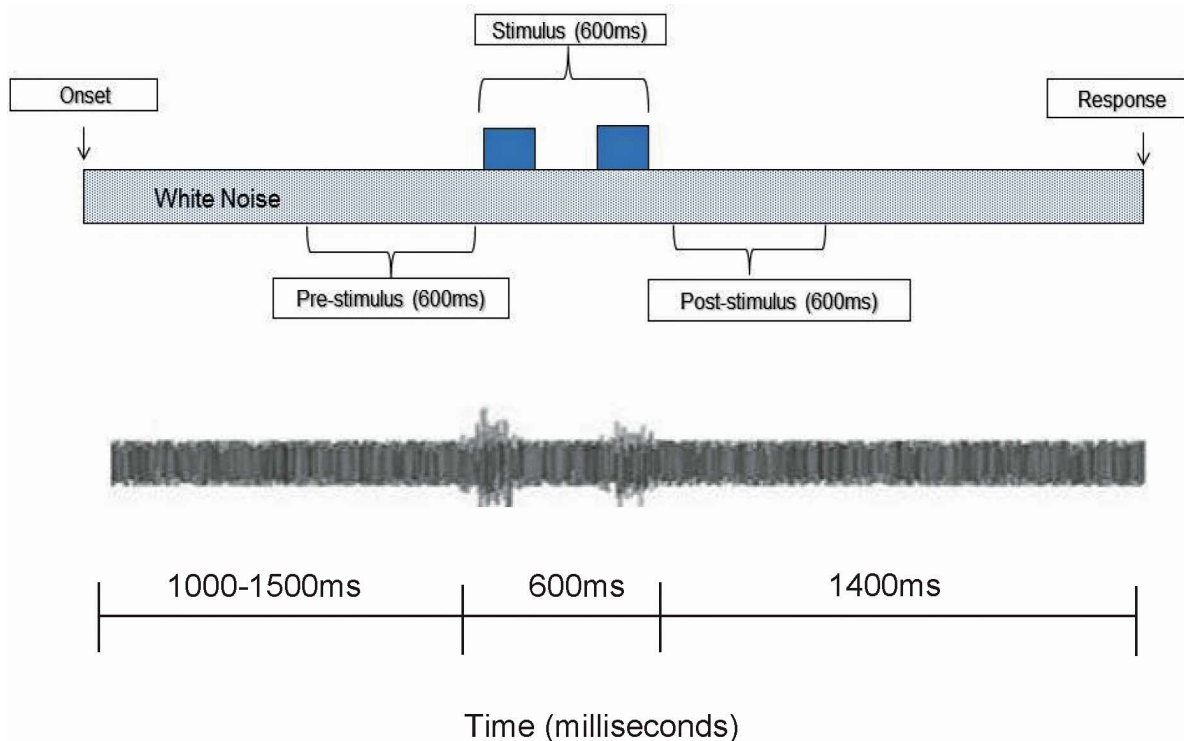 Stimulus (600ms)
Onset
Response
White Noise
Pre-stimulus (600ms)
Post-stimulus (600ms)
1000-1500ms
600ms
1400ms
Time (milliseconds)